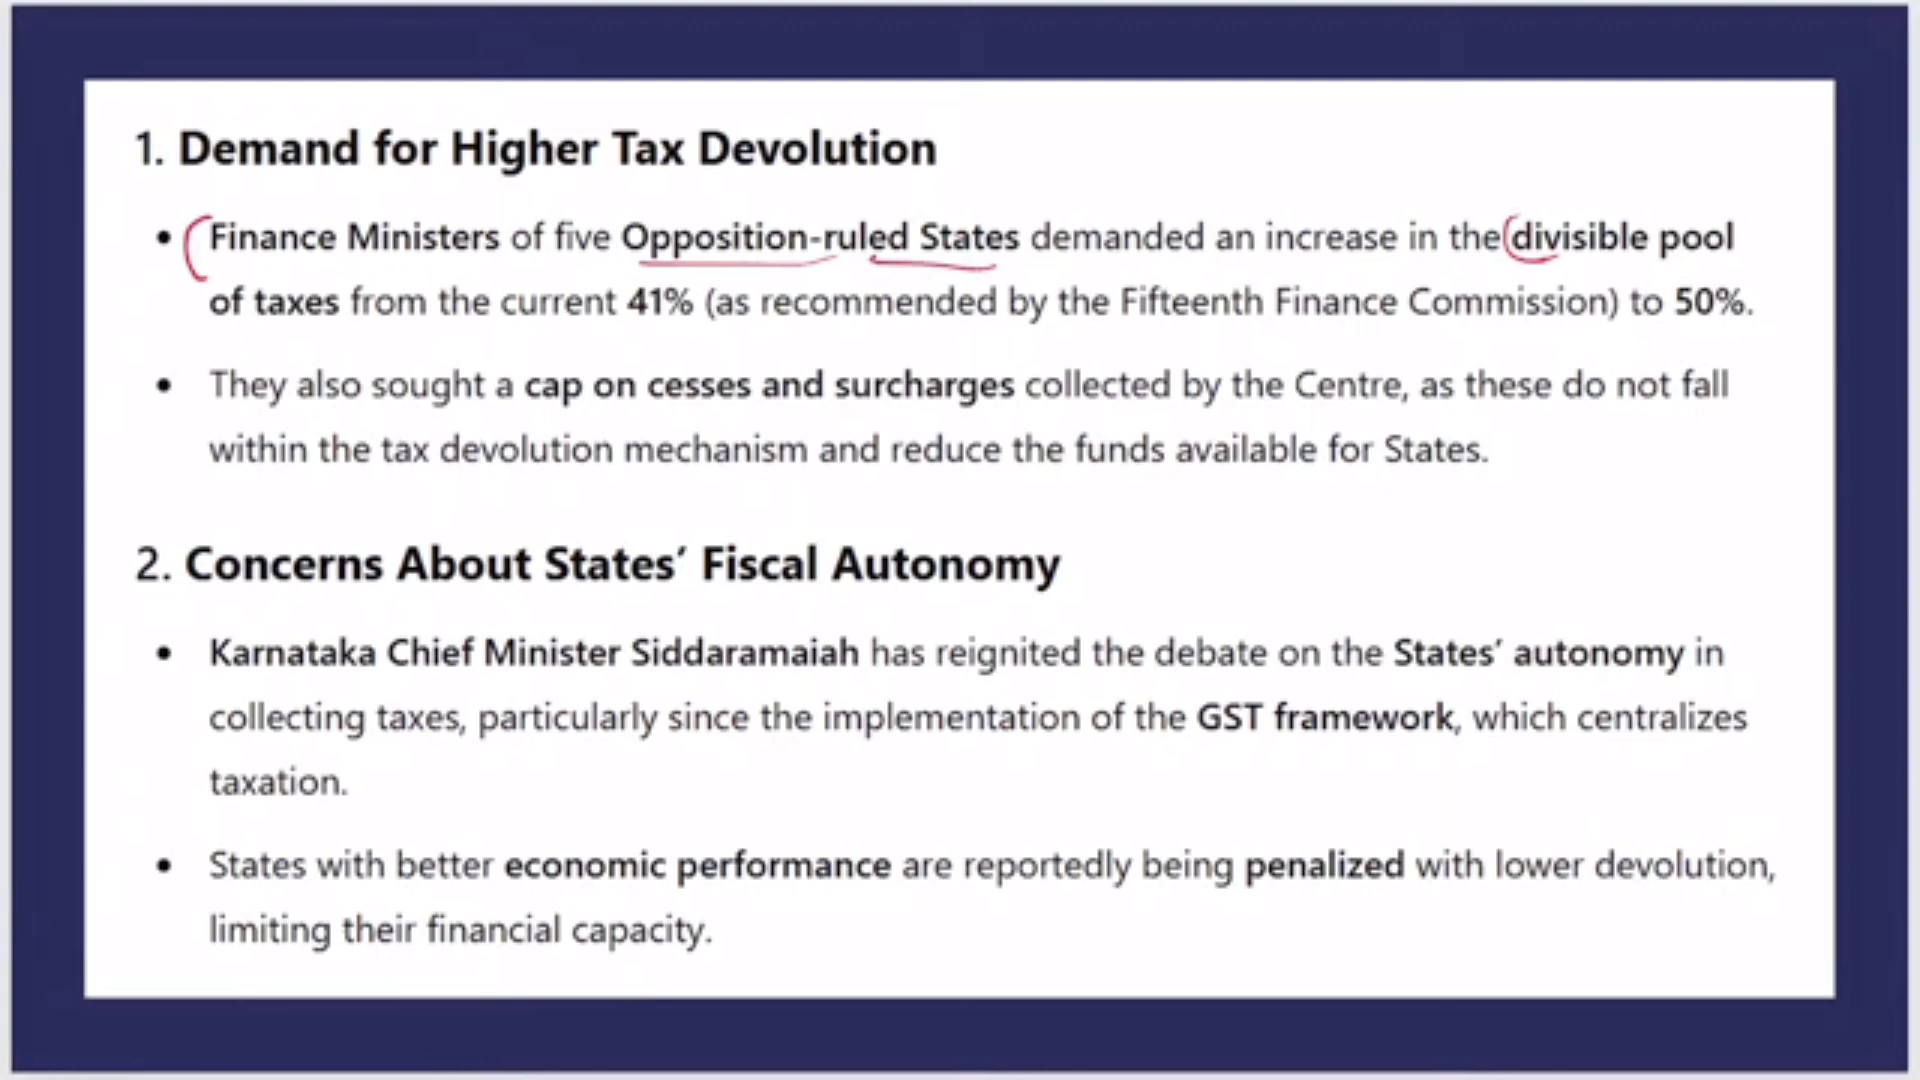 1. Demand for Higher Tax Devolution
• Finance Ministers of five Opposition-ruled States demanded an increase in the divisible pool
of taxes from the current 41% (as recommended by the Fifteenth Finance Commission) to 50%.
• They also sought a cap on cesses and surcharges collected by the Centre, as these do not fall
within the tax devolution mechanism and reduce the funds available for States.
2. Concerns About States’ Fiscal Autonomy
• Karnataka Chief Minister Siddaramaiah has reignited the debate on the States’ autonomy in
collecting taxes, particularly since the implementation of the GST framework, which centralizes
taxation.
• States with better economic performance are reportedly being penalized with lower devolution,
limiting their financial capacity.